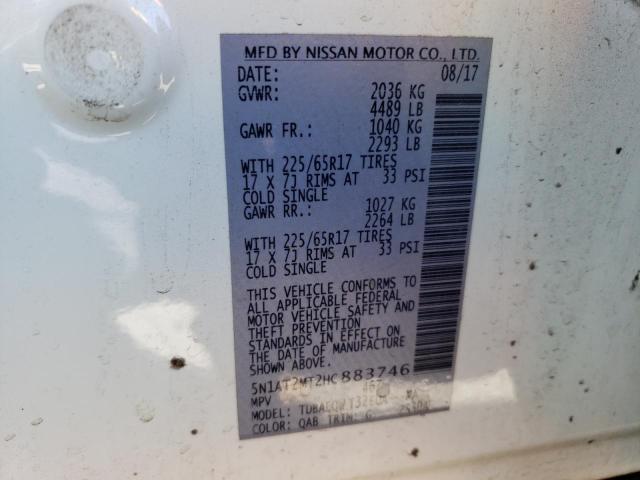 MFD BY NISSAN MOTOR CO., LTD.
DATE: 08/17
GVWR: 2036 KG
4489 LB
GAWR FR.: 1040 KG
2293 LB
WITH 225/65R17 TIRES
17 X 7J RIMS AT 33 PSI
COLD SINGLE
GAWR RR.: 1027 KG
2264 LB
WITH 225/65R17 TIRES
17 X 7J RIMS AT 33 PSI
COLD SINGLE
THIS VEHICLE CONFORMS TO
ALL APPLICABLE FEDERAL
MOTOR VEHICLE SAFETY AND
THEFT PREVENTION
STANDARDS IN EFFECT ON
THE DATE OF MANUFACTURE
SHOWN ABOVE.
5N1AT2MT2HC883746
MPV
MODEL:
COLOR: QAB TRIM: G